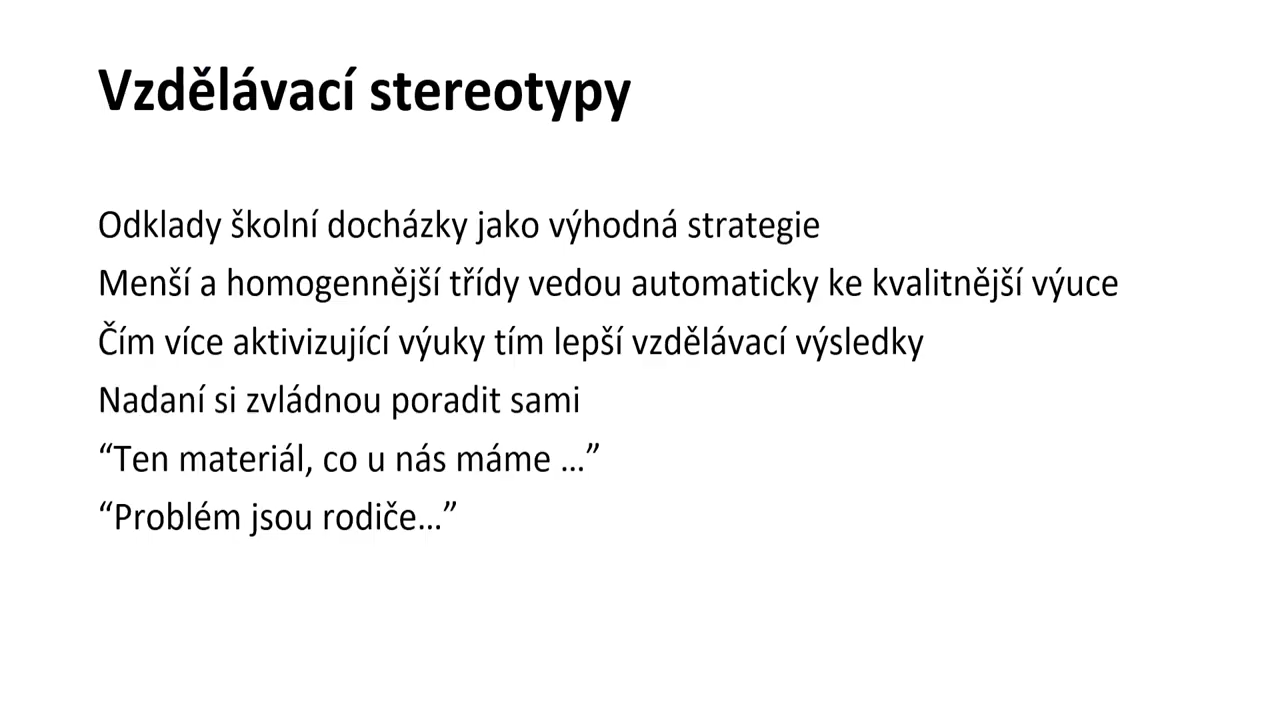 Vzdělávací stereotypy
Odklady školní docházky jako výhodná strategie
Menší a homogennější třídy vedou automaticky ke kvalitnější výuce
Čím více aktivizující výuky tím lepší vzdělávací výsledky
Nadaní si zvládnou poradit sami
“Ten materiál, co u nás máme …”
“Problém jsou rodiče…”